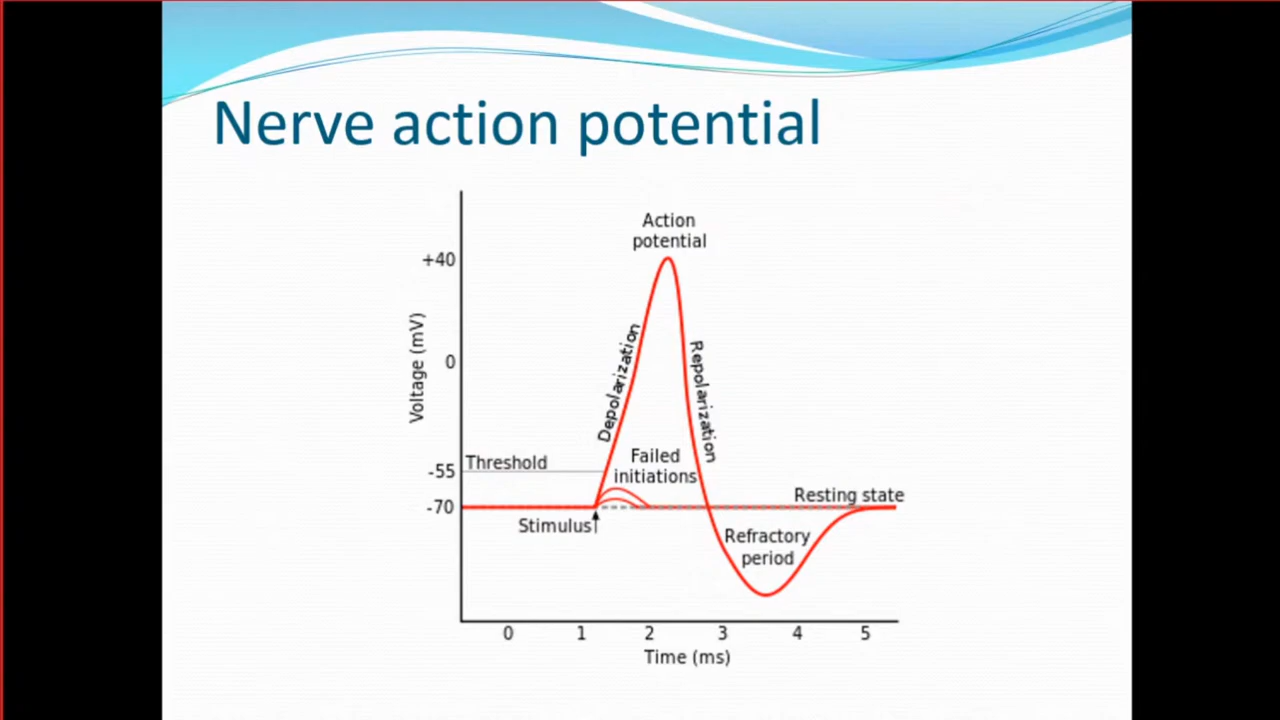 Nerve action potential
Action
potential
+40
Voltage (mV)
0
Depolarization
Repolarization
Failed
initiations
-55
Threshold
-70
Resting state
Stimulus
Refractory
period
0 1 2 3 4 5
Time (ms)